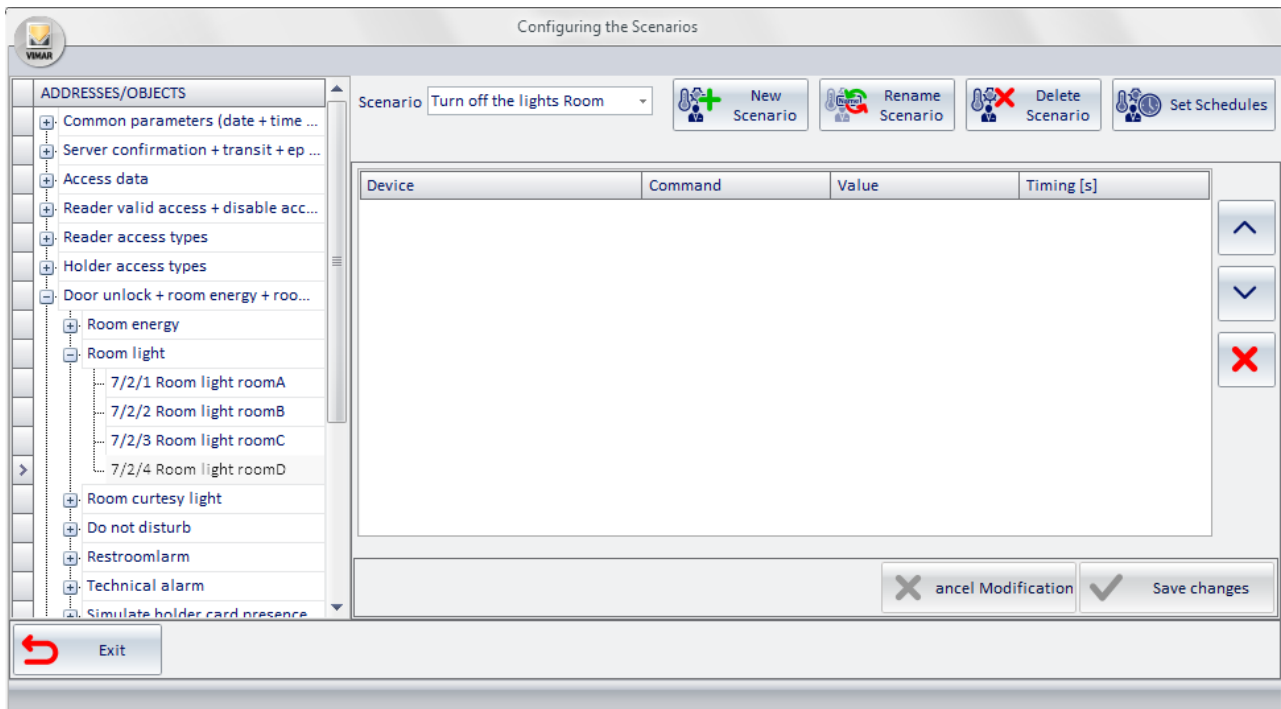 Configuring the Scenarios
VIMAR
ADDRESSES/OBJECTS
Common parameters (date + time ...
Server confirmation + transit + ep ...
Access data
Reader valid access + disable acc...
Reader access types
Holder access types
Door unlock + room energy + roo...
Room energy
Room light
7/2/1 Room light roomA
7/2/2 Room light roomB
7/2/3 Room light roomC
7/2/4 Room light roomD
Room curtesy light
Do not disturb
Restroomlarm
Technical alarm
Simulate holder card presence
Scenario Turn off the lights Room
New
Scenario
Rename
Scenario
Delete
Scenario
Set Schedules
Device Command Value Timing [s]
ancel Modification
Save changes
Exit